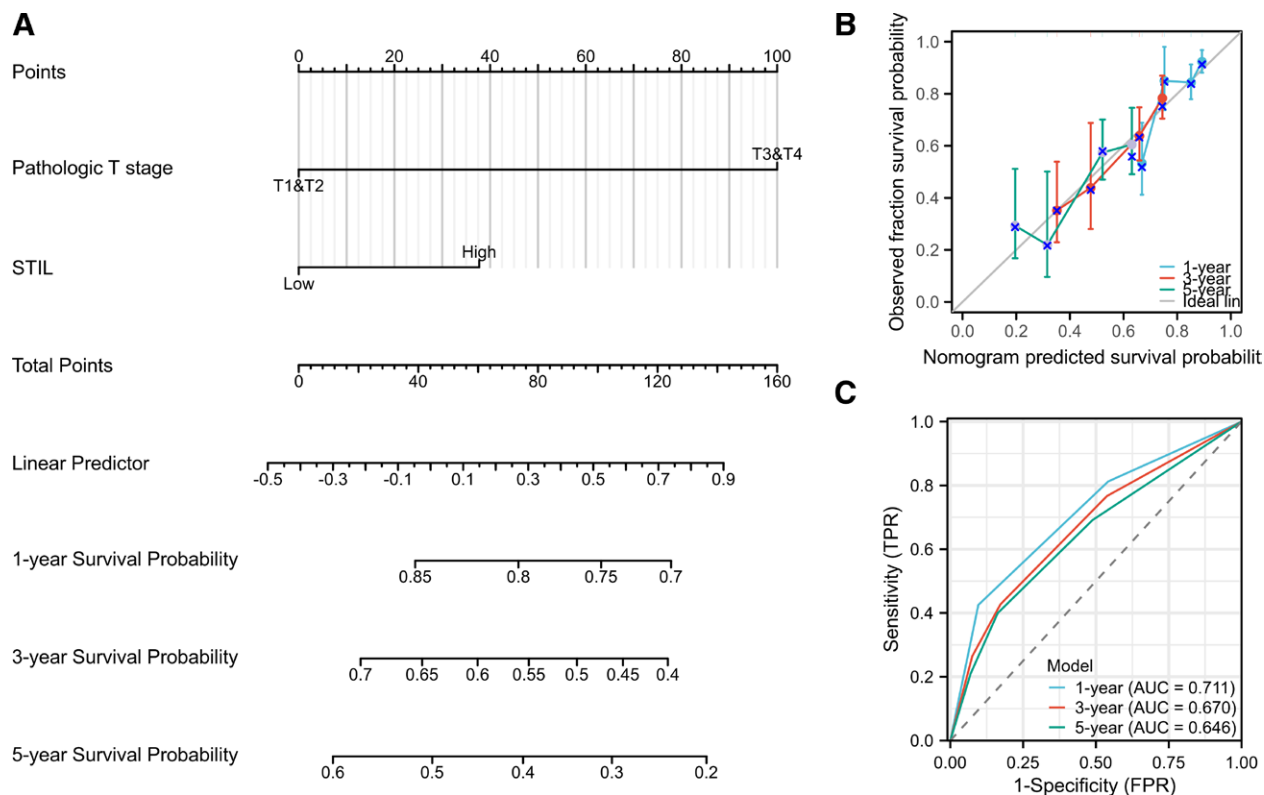 A
Points
0 20 40 60 80 100
Pathologic T stage
T3&T4
T1&T2
STIL
High
Low
Total Points
0 40 80 120 160
Linear Predictor
-0.5 -0.3 -0.1 0.1 0.3 0.5 0.7 0.9
1-year Survival Probability
0.85 0.8 0.75 0.7
3-year Survival Probability
0.7 0.65 0.6 0.55 0.5 0.45 0.4
5-year Survival Probability
0.6 0.5 0.4 0.3 0.2
B
Observed fraction survival probability
1.0
0.8
0.6
0.4
0.2
0.0
1-year
3-year
5-year
Ideal lin
0.0 0.2 0.4 0.6 0.8 1.0
Nomogram predicted survival probabilit
C
Sensitivity (TPR)
1.0
0.8
0.6
0.4
0.2
0.0
Model
1-year (AUC = 0.711)
3-year (AUC = 0.670)
5-year (AUC = 0.646)
0.00 0.25 0.50 0.75 1.00
1-Specificity (FPR)